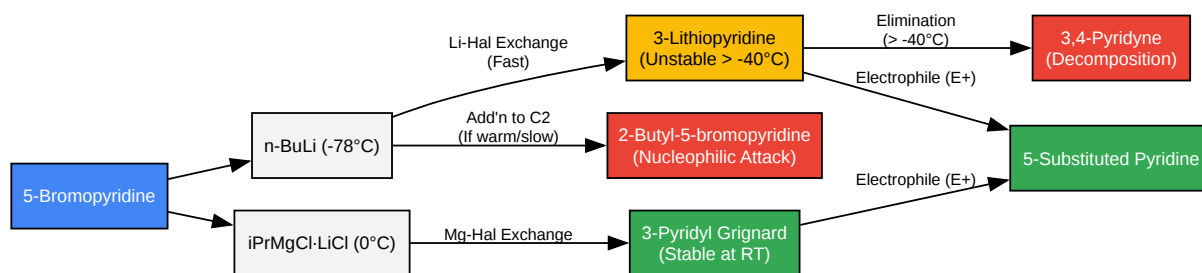 Li-Hal Exchange
(Fast)
3-Lithiopyridine
(Unstable > -40°C)
Elimination
(> -40°C)
3,4-Pyridyne
(Decomposition)
Electrophile (E+)
n-BuLi (-78°C)
Add'n to C2
(If warm/slow)
2-Butyl-5-bromopyridine
(Nucleophilic Attack)
5-Substituted Pyridine
5-Bromopyridine
Electrophile (E+)
iPrMgCl·LiCl (0°C)
Mg-Hal Exchange
3-Pyridyl Grignard
(Stable at RT)